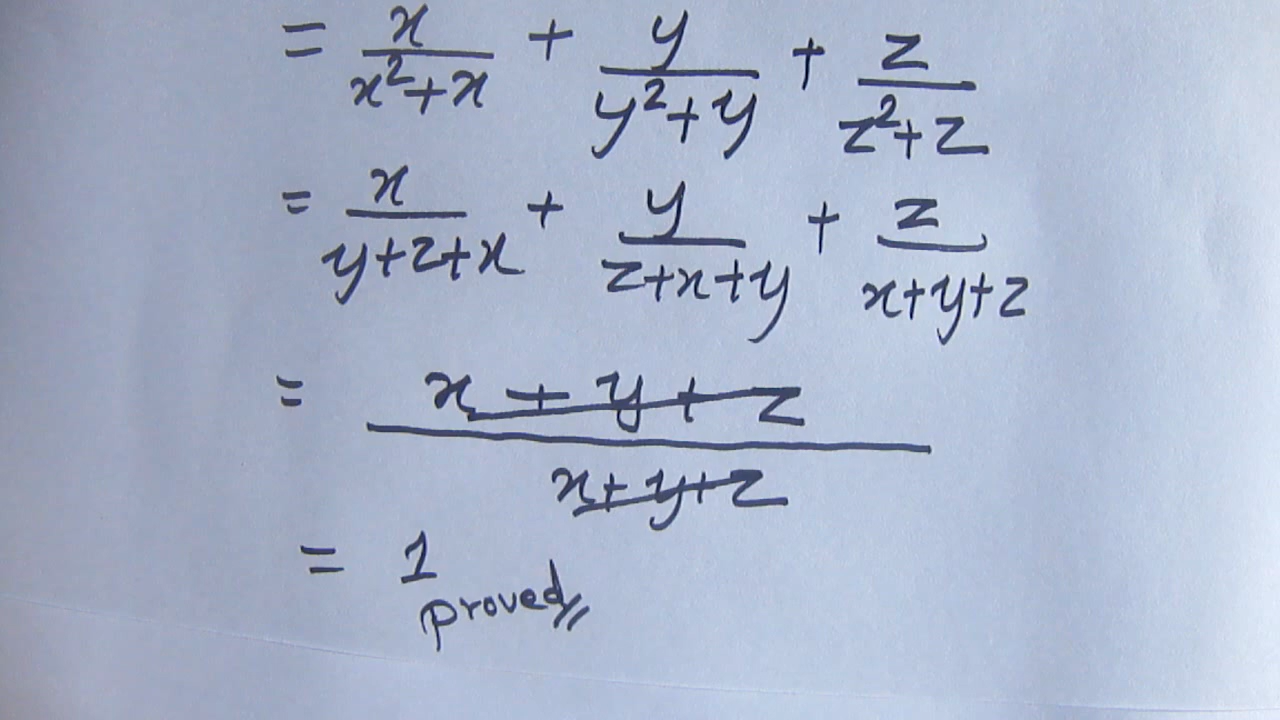 = x/(x²+x) + y/(y²+y) + z/(z²+z)
= x/(y+z+x) + y/(z+x+y) + z/(x+y+z)
= (x + y + z)/(x+y+z)
= 1
proved